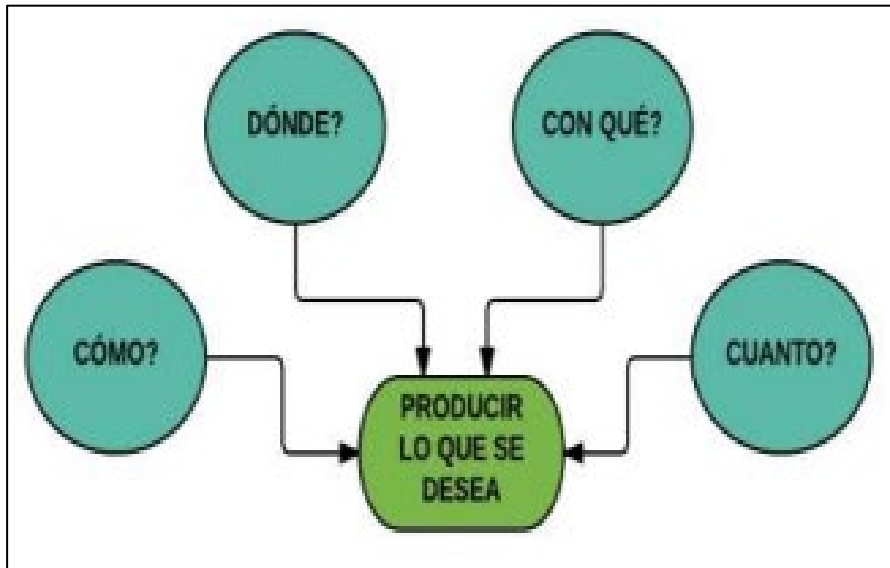 DÓNDE?
CON QUÉ?
CÓMO?
CUANTO?
PRODUCIR
LO QUE SE
DESEA